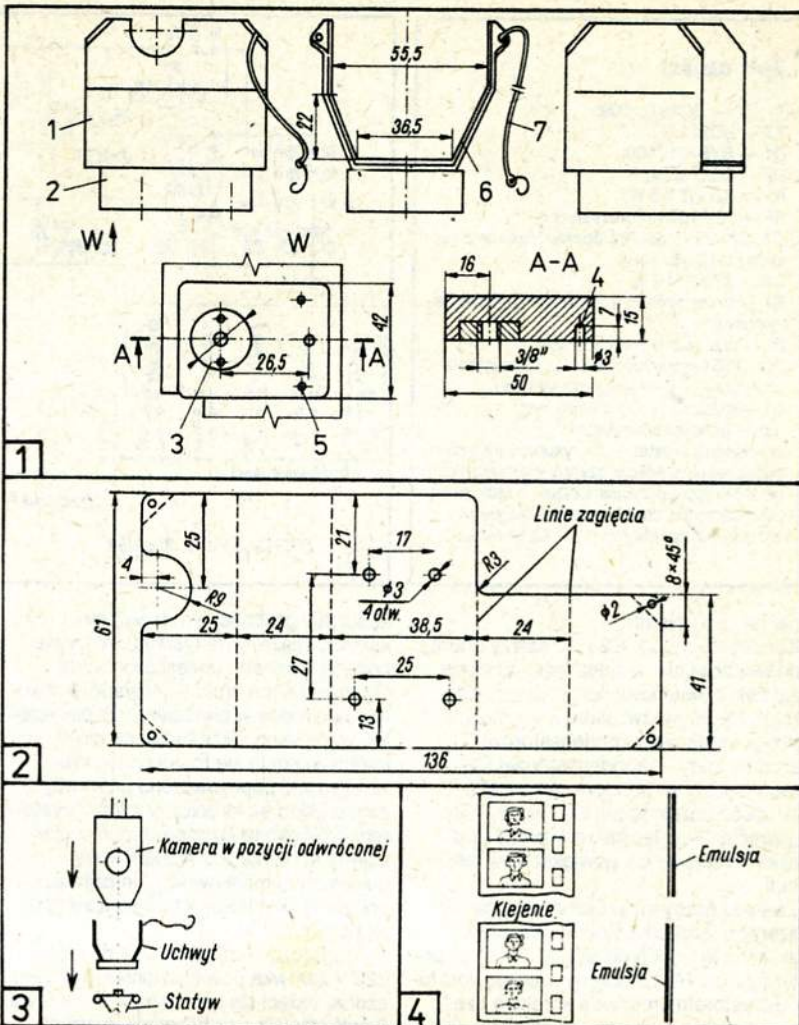 1
2
55,5
22
36,5
7
6
W
W
A
A
42
26,5
3
5
A-A
16
4
7
15
3/8"
ϕ3
50
1
61
4
25
R9
25
24
21
17
ϕ3
4 otw.
38,5
27
25
13
136
R3
Linie zagięcia
24
ϕ2
8×45°
41
2
Kamera w pozycji odwróconej
Uchwyt
Statyw
3
Klejenie
Emulsja
Emulsja
4